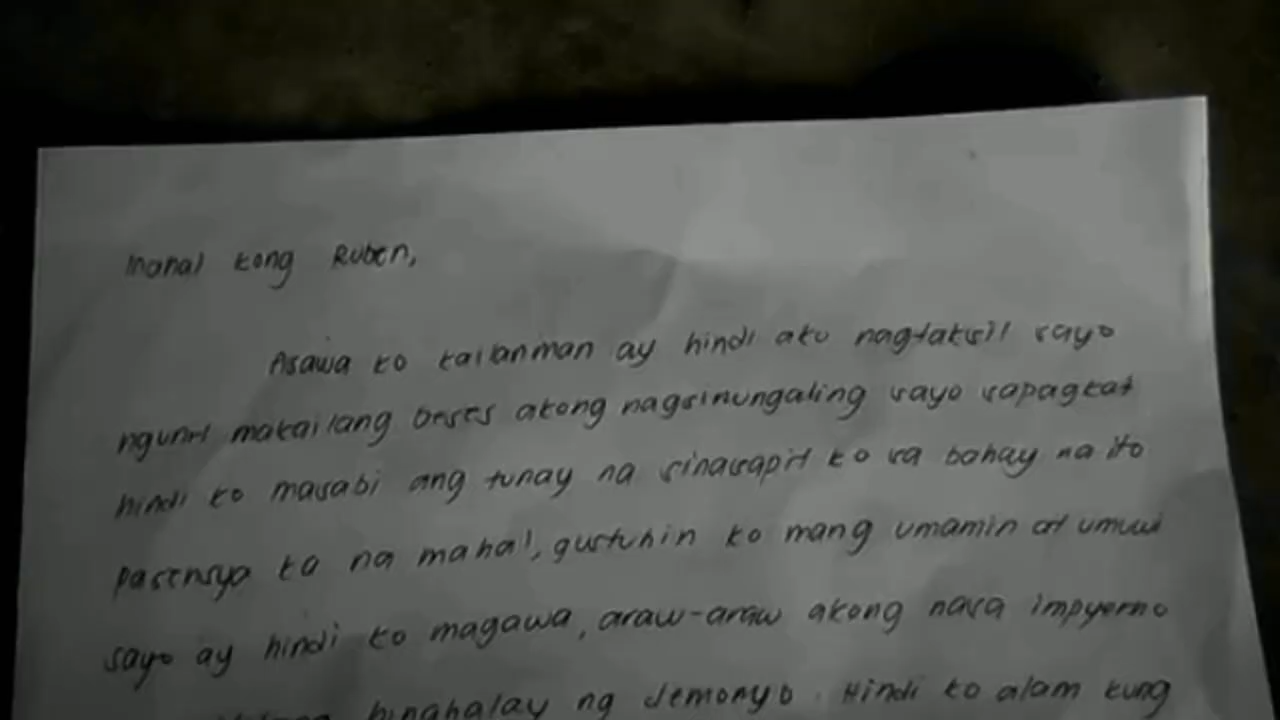 Mahal kong Ruben,
Asawa ko kailanman ay hindi ako nagtaksil sayo
ngunit makailang beses akong nagsinungaling sayo sapagkat
hindi ko masabi ang tunay na sinasapit ko sa bahay na ito
pasensya ka na mahal, gustuhin ko mang umamin at umuwi
sayo ay hindi ko magawa, araw-araw akong nasa impyerno
hinahalay ng demonyo. Hindi ko alam kung